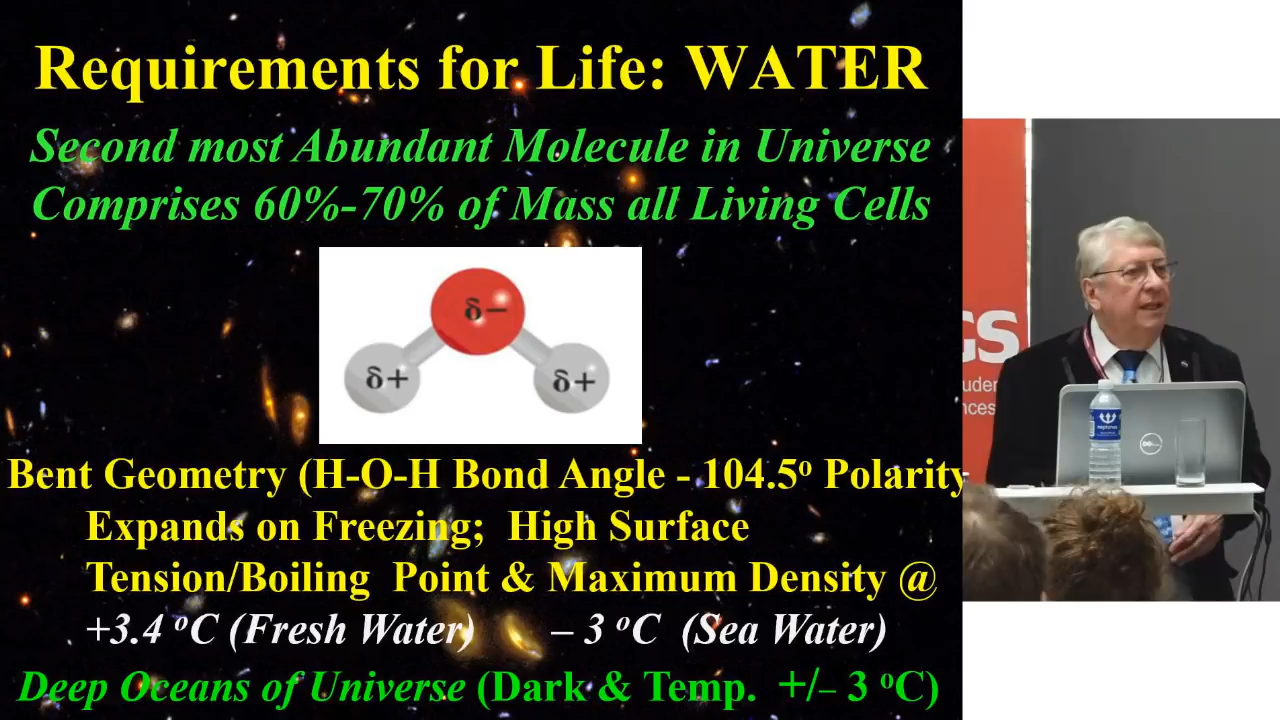 Requirements for Life: WATER
Second most Abundant Molecule in Universe
Comprises 60%-70% of Mass all Living Cells
δ−
δ+ δ+
Bent Geometry (H-O-H Bond Angle - 104.5º Polarity
Expands on Freezing; High Surface
Tension/Boiling Point & Maximum Density @
+3.4 ºC (Fresh Water) – 3 ºC (Sea Water)
Deep Oceans of Universe (Dark & Temp. +/– 3 ºC)
GS
DELL